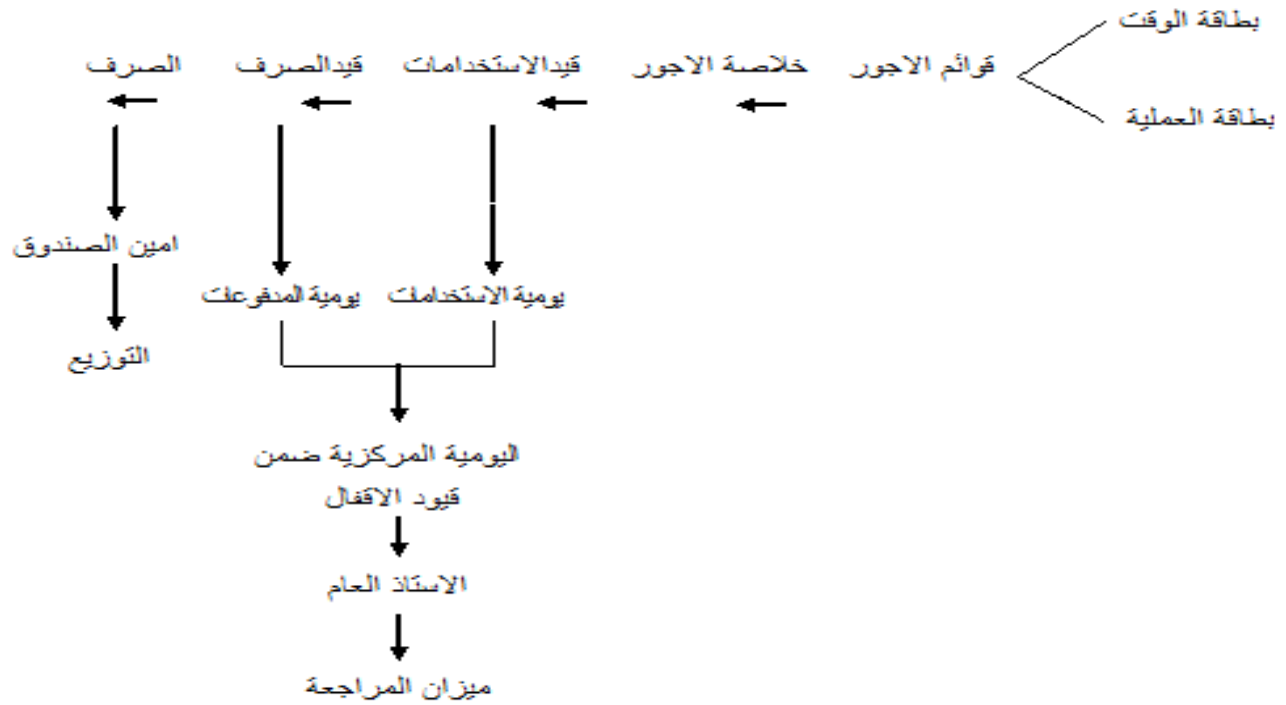 بطاقة الوقت
قوائم الاجور    خلاصة الاجور    قيدالاستخدامات    قيدالصرف    الصرف
بطاقة العملية
امين الصندوق
يومية الاستخدامات    يومية المدفوعات
التوزيع
اليومية المركزية ضمن
قيود الاقفال
الاستاذ العام
ميزان المراجعة